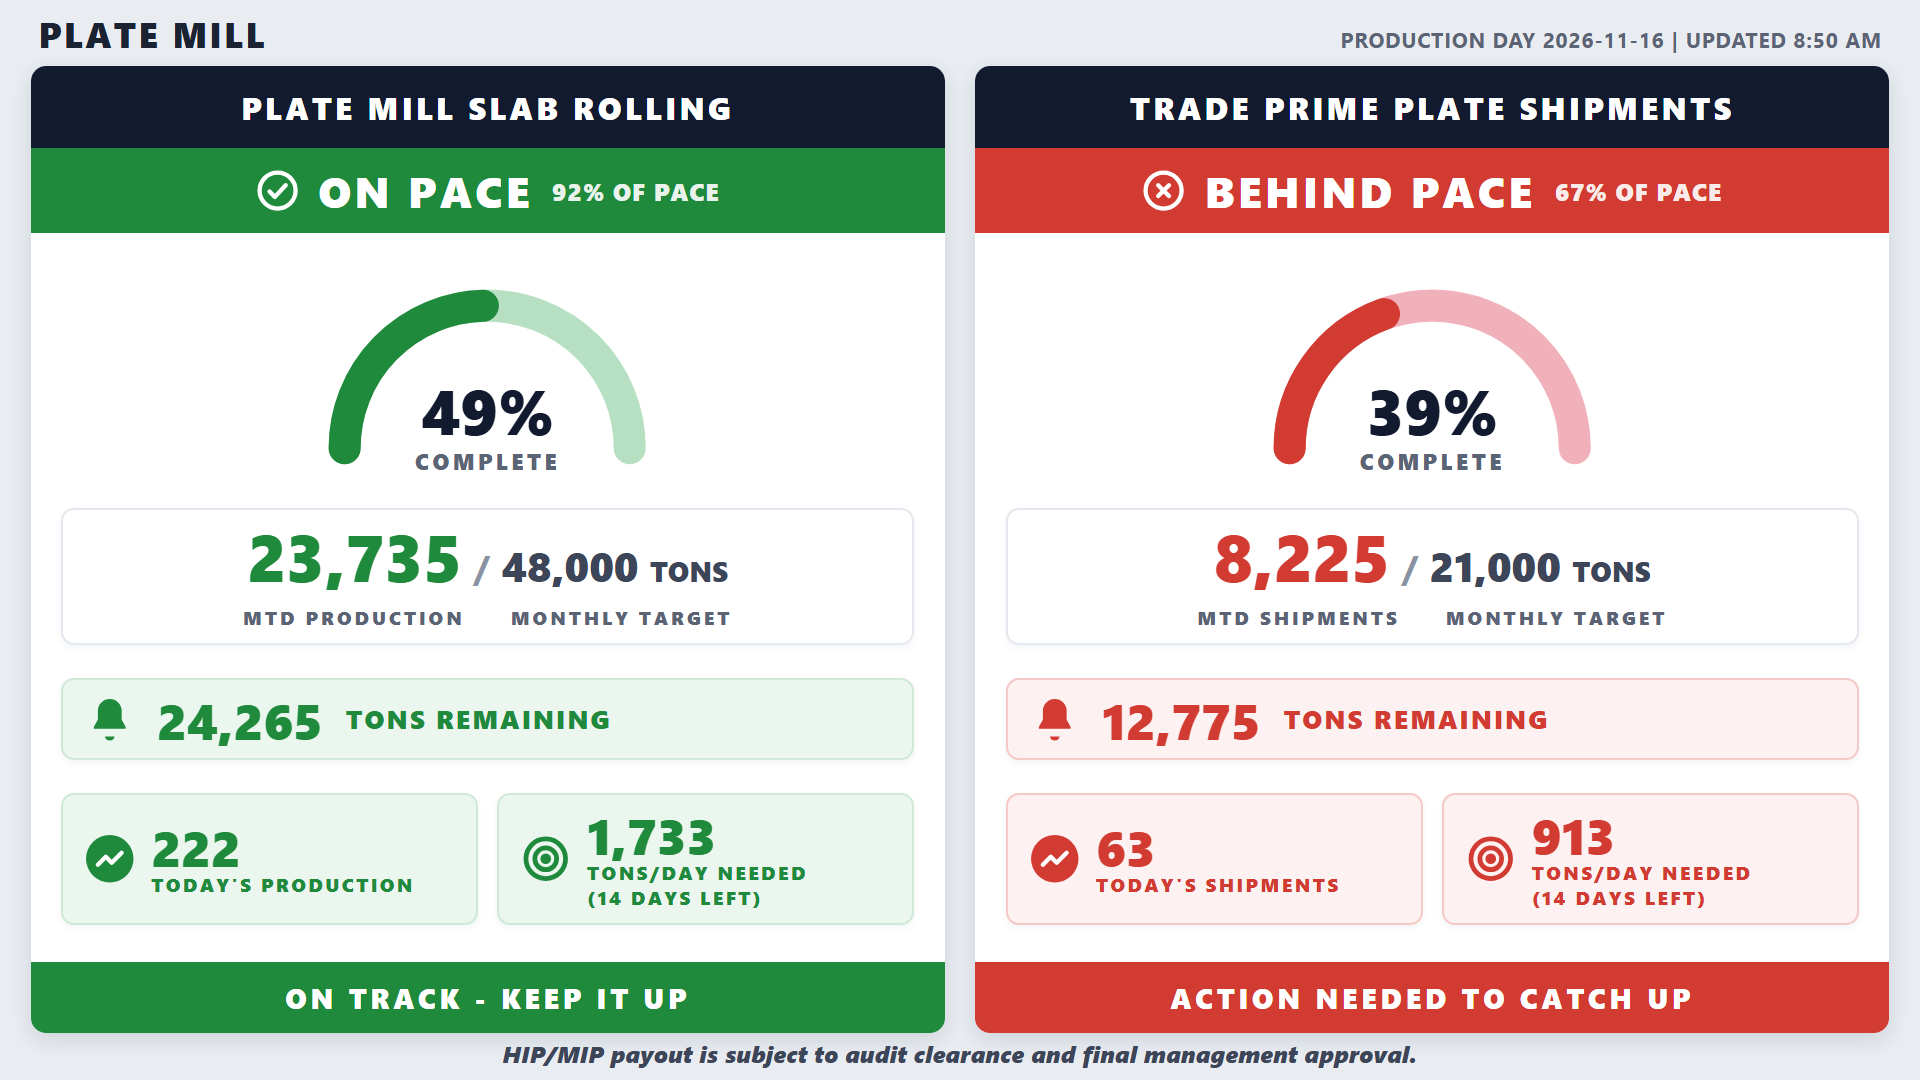 PLATE MILL
PRODUCTION DAY 2026-11-16 | UPDATED 8:50 AM
PLATE MILL SLAB ROLLING
ON PACE 92% OF PACE
49%
COMPLETE
23,735 / 48,000 TONS
MTD PRODUCTION MONTHLY TARGET
24,265 TONS REMAINING
222
TODAY'S PRODUCTION
1,733
TONS/DAY NEEDED
(14 DAYS LEFT)
ON TRACK - KEEP IT UP
TRADE PRIME PLATE SHIPMENTS
BEHIND PACE 67% OF PACE
39%
COMPLETE
8,225 / 21,000 TONS
MTD SHIPMENTS MONTHLY TARGET
12,775 TONS REMAINING
63
TODAY'S SHIPMENTS
913
TONS/DAY NEEDED
(14 DAYS LEFT)
ACTION NEEDED TO CATCH UP
HIP/MIP payout is subject to audit clearance and final management approval.